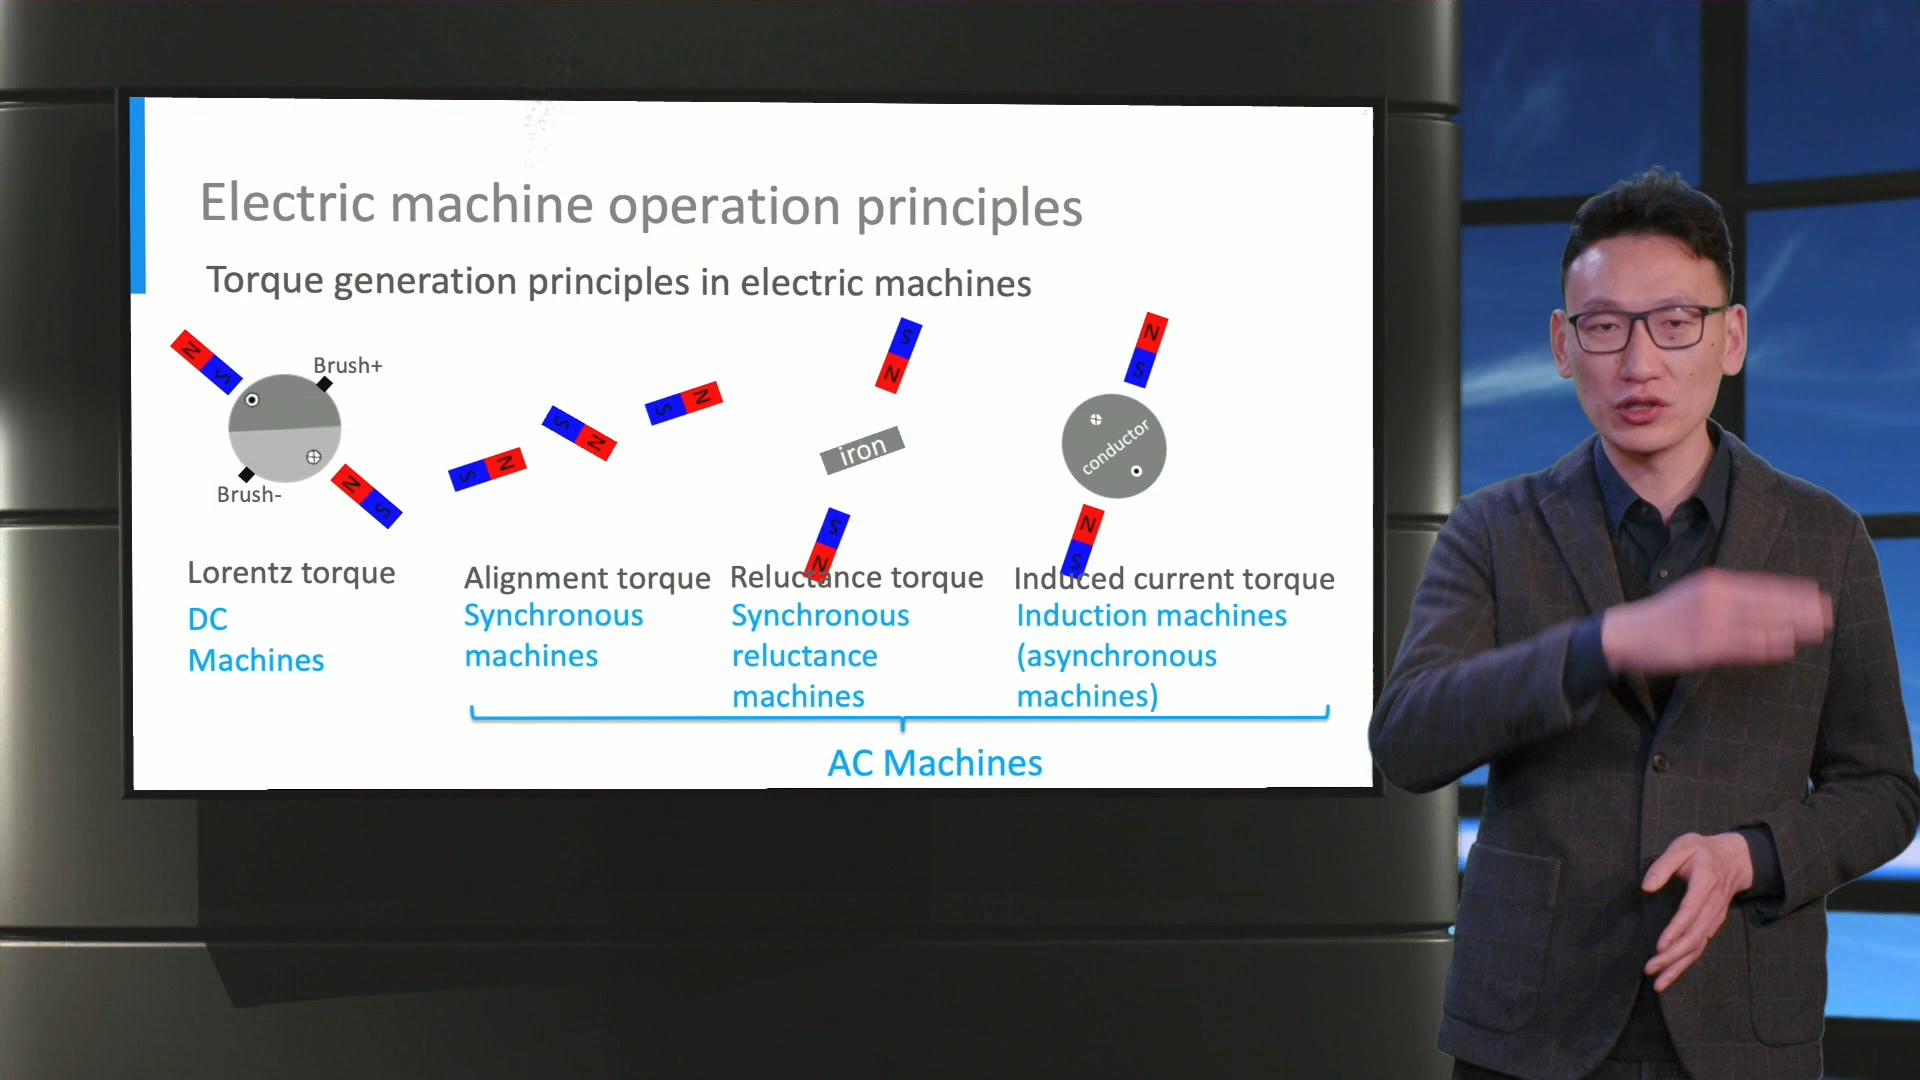 Electric machine operation principles
Torque generation principles in electric machines
N S
Brush+
Brush-
N S
S N
S N
S N
S N
iron
S N
N S
conductor
N S
Lorentz torque
DC
Machines
Alignment torque
Synchronous
machines
Reluctance torque
Synchronous
reluctance
machines
Induced current torque
Induction machines
(asynchronous
machines)
AC Machines